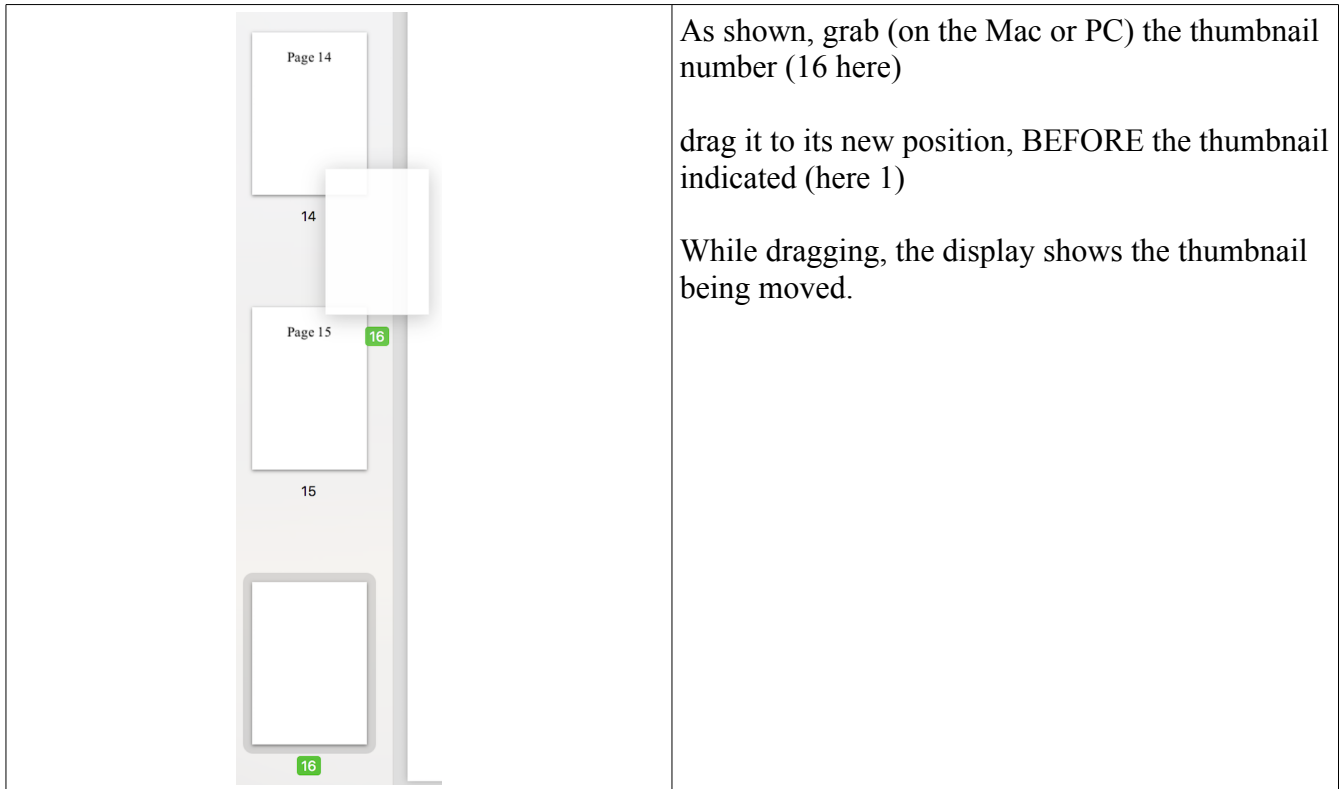 Page 14
14
Page 15
16
15
16
As shown, grab (on the Mac or PC) the thumbnail
number (16 here)
drag it to its new position, BEFORE the thumbnail
indicated (here 1)
While dragging, the display shows the thumbnail
being moved.